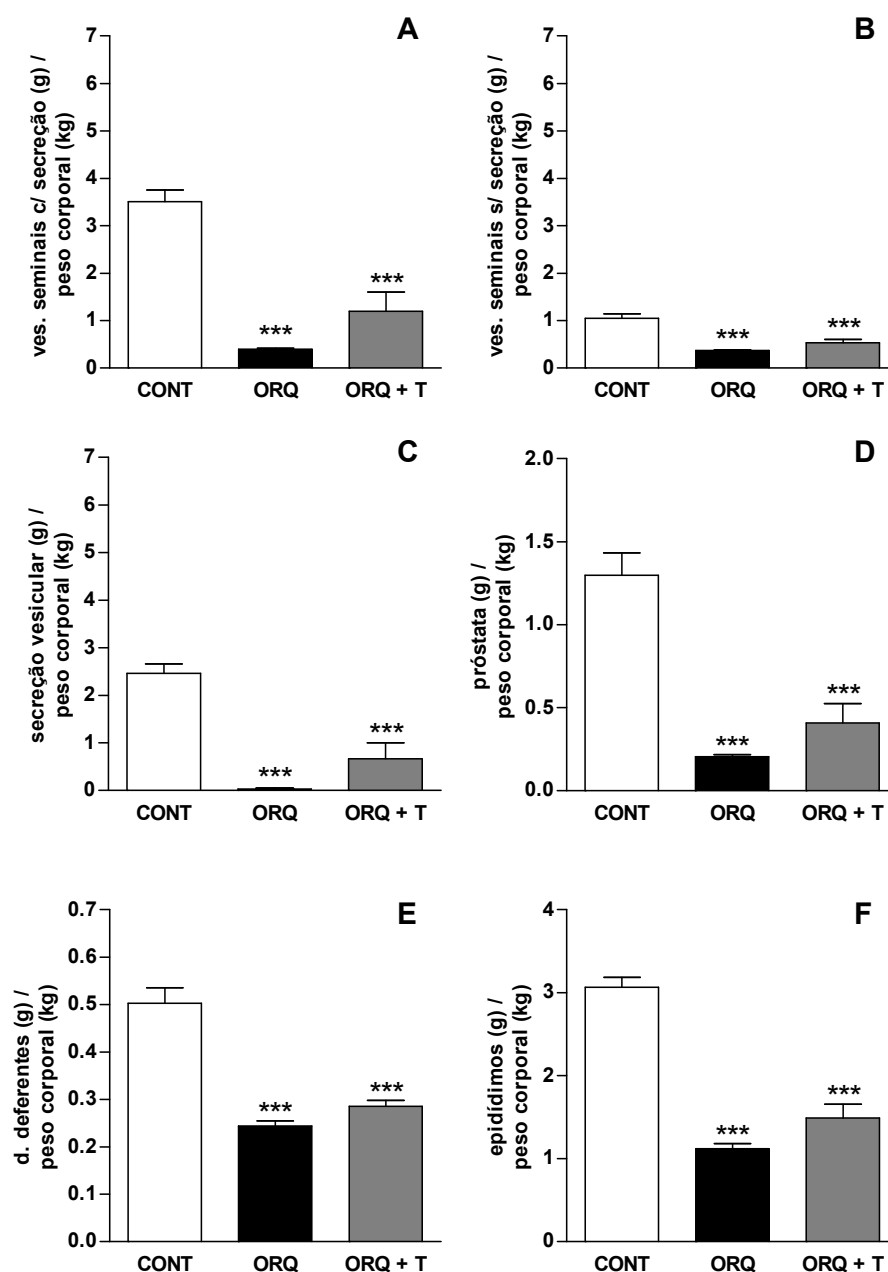 A
ves. seminais c/ secreção (g) /
peso corporal (kg)
7
6
5
4
3
2
1
0
***
***
CONT
ORQ
ORQ + T
B
ves. seminais s/ secreção (g) /
peso corporal (kg)
7
6
5
4
3
2
1
0
***
***
CONT
ORQ
ORQ + T
C
secreção vesicular (g) /
peso corporal (kg)
7
6
5
4
3
2
1
0
***
***
CONT
ORQ
ORQ + T
D
próstata (g) /
peso corporal (kg)
2.0
1.5
1.0
0.5
0.0
***
***
CONT
ORQ
ORQ + T
E
d. deferentes (g) /
peso corporal (kg)
0.7
0.6
0.5
0.4
0.3
0.2
0.1
0.0
***
***
CONT
ORQ
ORQ + T
F
epidídimos (g) /
peso corporal (kg)
4
3
2
1
0
***
***
CONT
ORQ
ORQ + T